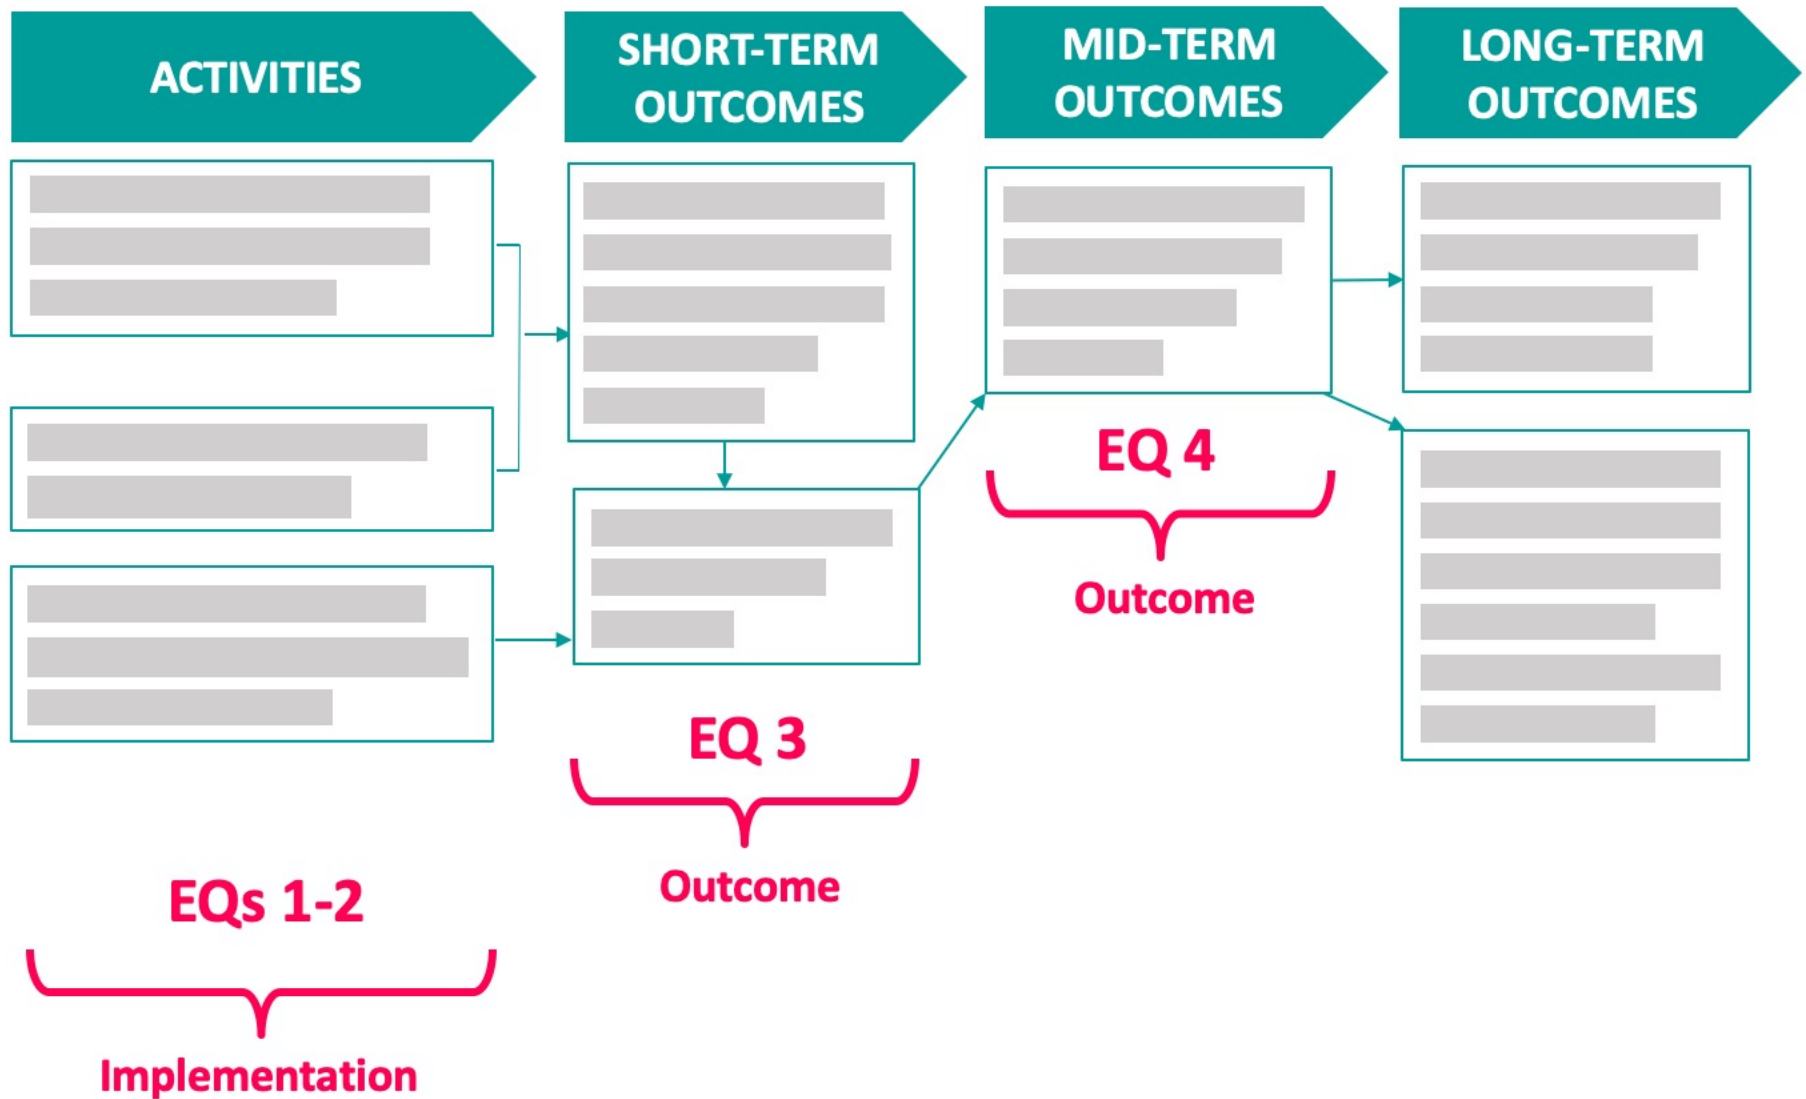 ACTIVITIES
SHORT-TERM
OUTCOMES
MID-TERM
OUTCOMES
LONG-TERM
OUTCOMES
EQ 4
Outcome
EQ 3
Outcome
EQs 1-2
Implementation